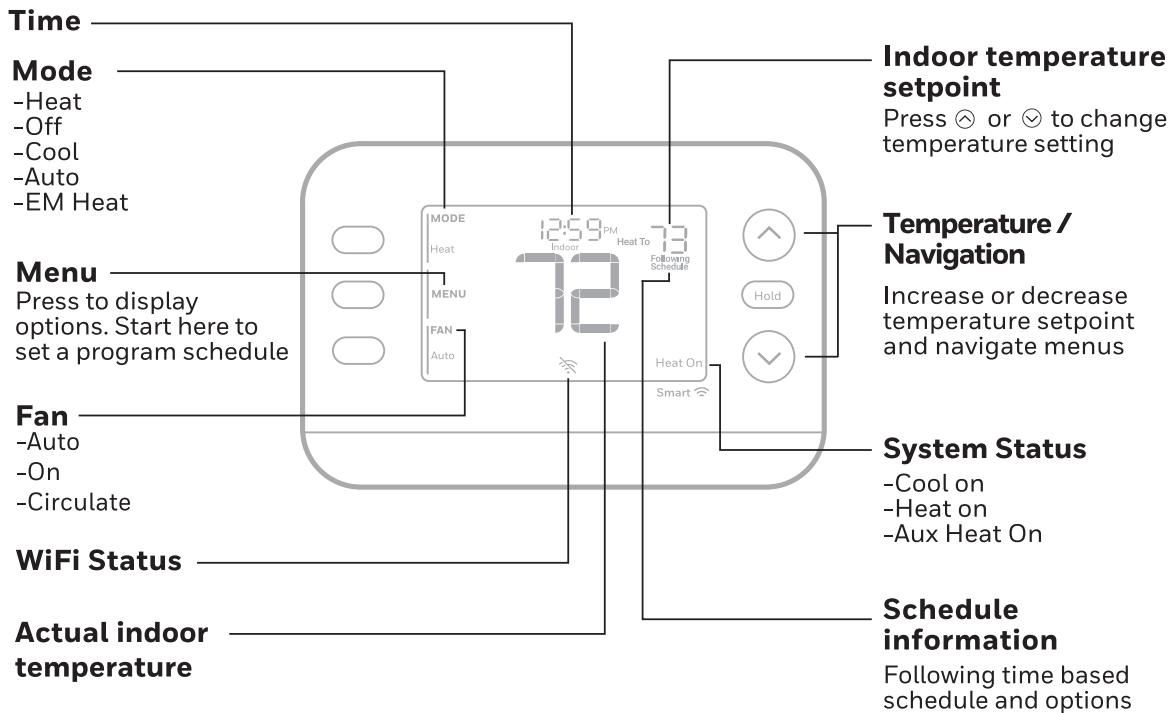 Time
Mode
-Heat
-Off
-Cool
-Auto
-EM Heat
Menu
Press to display
options. Start here to
set a program schedule
Fan
-Auto
-On
-Circulate
WiFi Status
Actual indoor
temperature
MODE
Heat
MENU
FAN
Auto
12:59 PM
Indoor
72
Heat To 73
Following
Schedule
Heat On
Smart
Hold
Indoor temperature
setpoint
Press or to change
temperature setting
Temperature /
Navigation
Increase or decrease
temperature setpoint
and navigate menus
System Status
-Cool on
-Heat on
-Aux Heat On
Schedule
information
Following time based
schedule and options